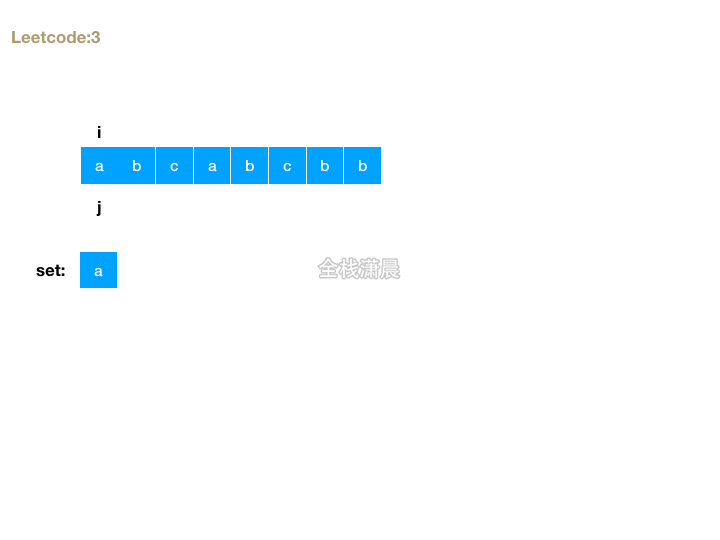 Leetcode:3
i
a b c a b c b b
j
set: a
全栈潇晨